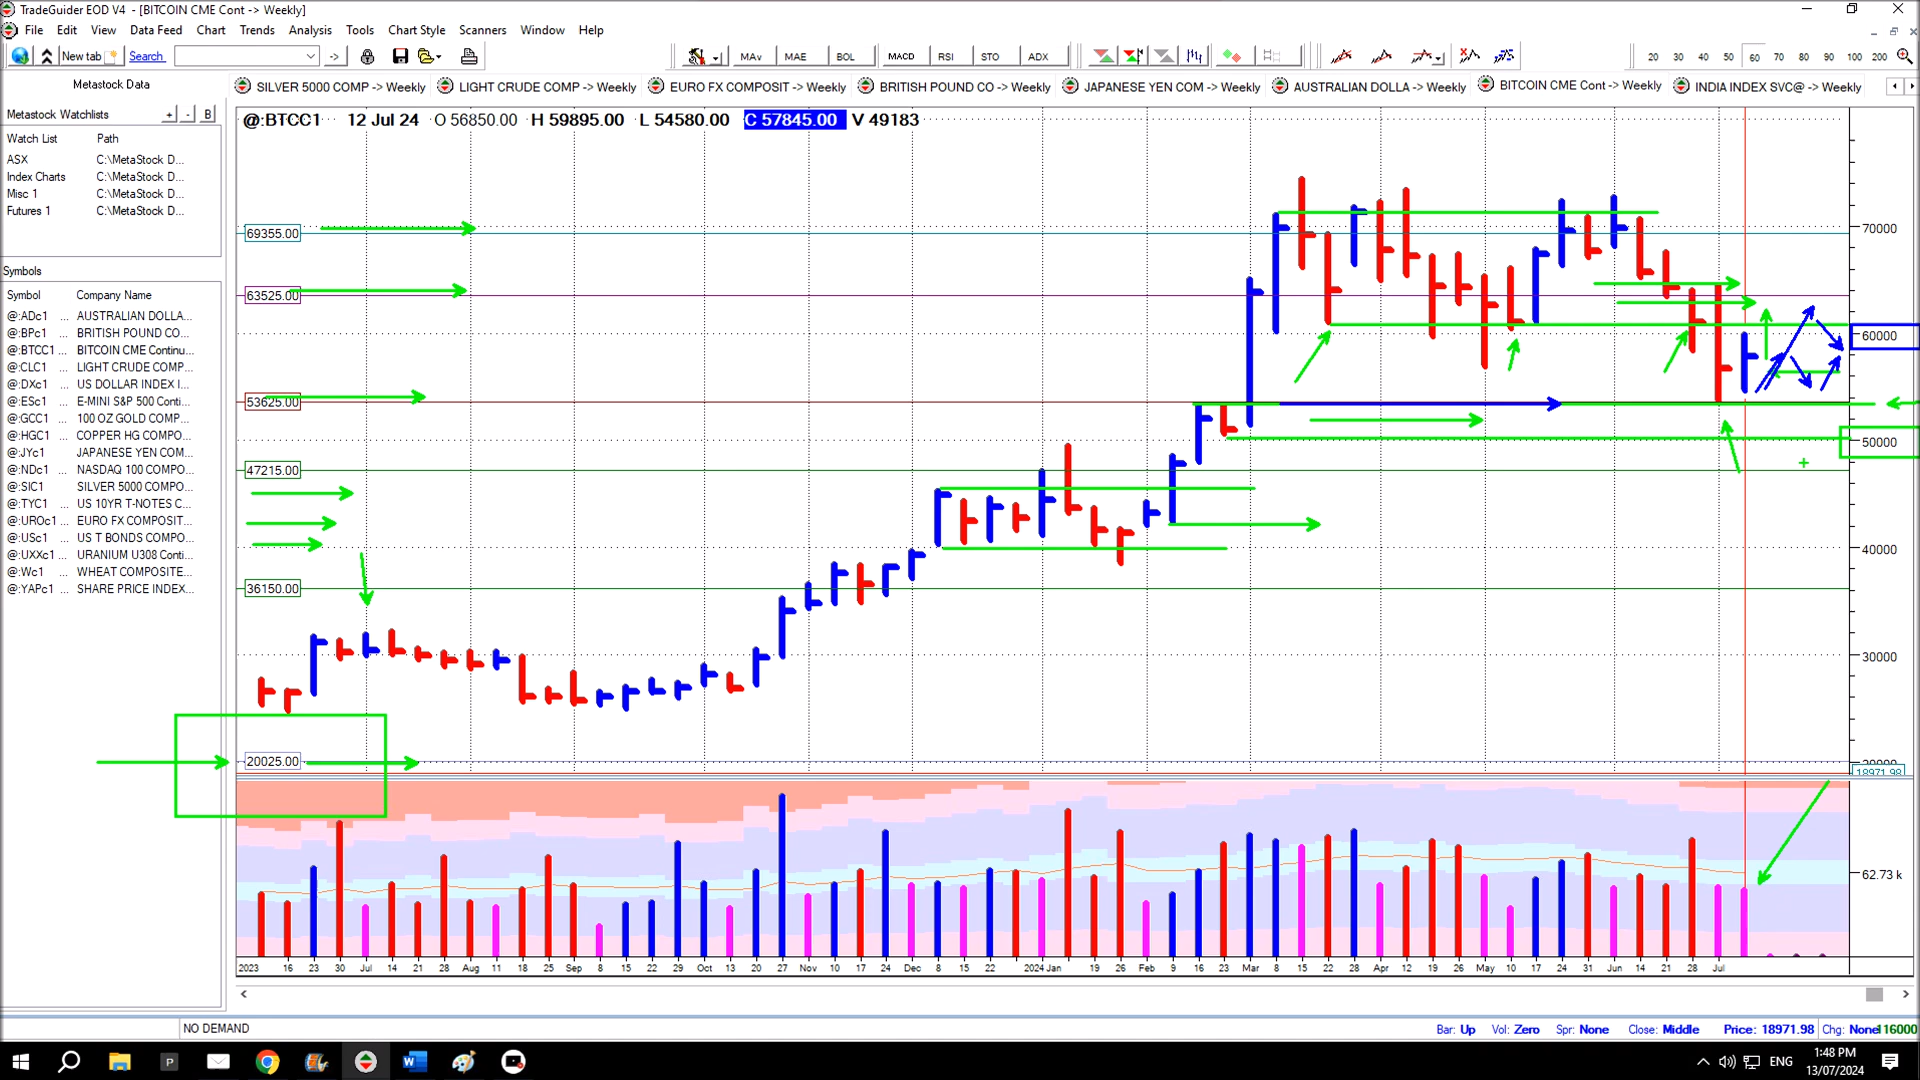 TradeGuider EOD V4 - [BITCOIN CME Cont -> Weekly]
File Edit View Data Feed Chart Trends Analysis Tools Chart Style Scanners Window Help
New tab Search -> MAv MAE BOL MACD RSI STO ADX 20 30 40 50 60 70 80 90 100 200
Metastock Data
SILVER 5000 COMP -> Weekly LIGHT CRUDE COMP -> Weekly EURO FX COMPOSIT -> Weekly BRITISH POUND CO -> Weekly JAPANESE YEN COM -> Weekly AUSTRALIAN DOLLA -> Weekly BITCOIN CME Cont -> Weekly INDIA INDEX SVC@ -> Weekly
Metastock Watchlists + - B
Watch List Path
ASX C:\MetaStock D...
Index Charts C:\MetaStock D...
Misc 1 C:\MetaStock D...
Futures 1 C:\MetaStock D...
Symbols
Symbol Company Name
@:ADc1 ... AUSTRALIAN DOLLA...
@:BPc1 ... BRITISH POUND CO...
@:BTCC1 ... BITCOIN CME Continu...
@:CLC1 ... LIGHT CRUDE COMP...
@:DXc1 ... US DOLLAR INDEX I...
@:ESc1 ... E-MINI S&P 500 Conti...
@:GCC1 ... 100 OZ GOLD COMP...
@:HGC1 ... COPPER HG COMPO...
@:JYc1 ... JAPANESE YEN COM...
@:NDc1 ... NASDAQ 100 COMPO...
@:SIC1 ... SILVER 5000 COMPO...
@:TYC1 ... US 10YR T-NOTES C...
@:UROc1 ... EURO FX COMPOSIT...
@:USc1 ... US T BONDS COMPO...
@:UXXc1 ... URANIUM U308 Conti...
@:Wc1 ... WHEAT COMPOSITE...
@:YAPc1 ... SHARE PRICE INDEX...
@:BTCC1 12 Jul 24 O 56850.00 H 59895.00 L 54580.00 C 57845.00 V 49183
69355.00
63525.00
53625.00
47215.00
36150.00
20025.00
70000
60000
50000
40000
30000
20000
18971.98
62.73 k
2023 16 23 30 Jul 14 21 28 Aug 11 18 25 Sep 8 15 22 29 Oct 13 20 27 Nov 10 17 24 Dec 8 15 22 2024 Jan 19 26 Feb 9 16 23 Mar 8 15 22 28 Apr 12 19 26 May 10 17 24 31 Jun 14 21 28 Jul
NO DEMAND
Bar: Up Vol: Zero Spr: None Close: Middle Price: 18971.98 Chg: None 116000
ENG
1:48 PM
13/07/2024